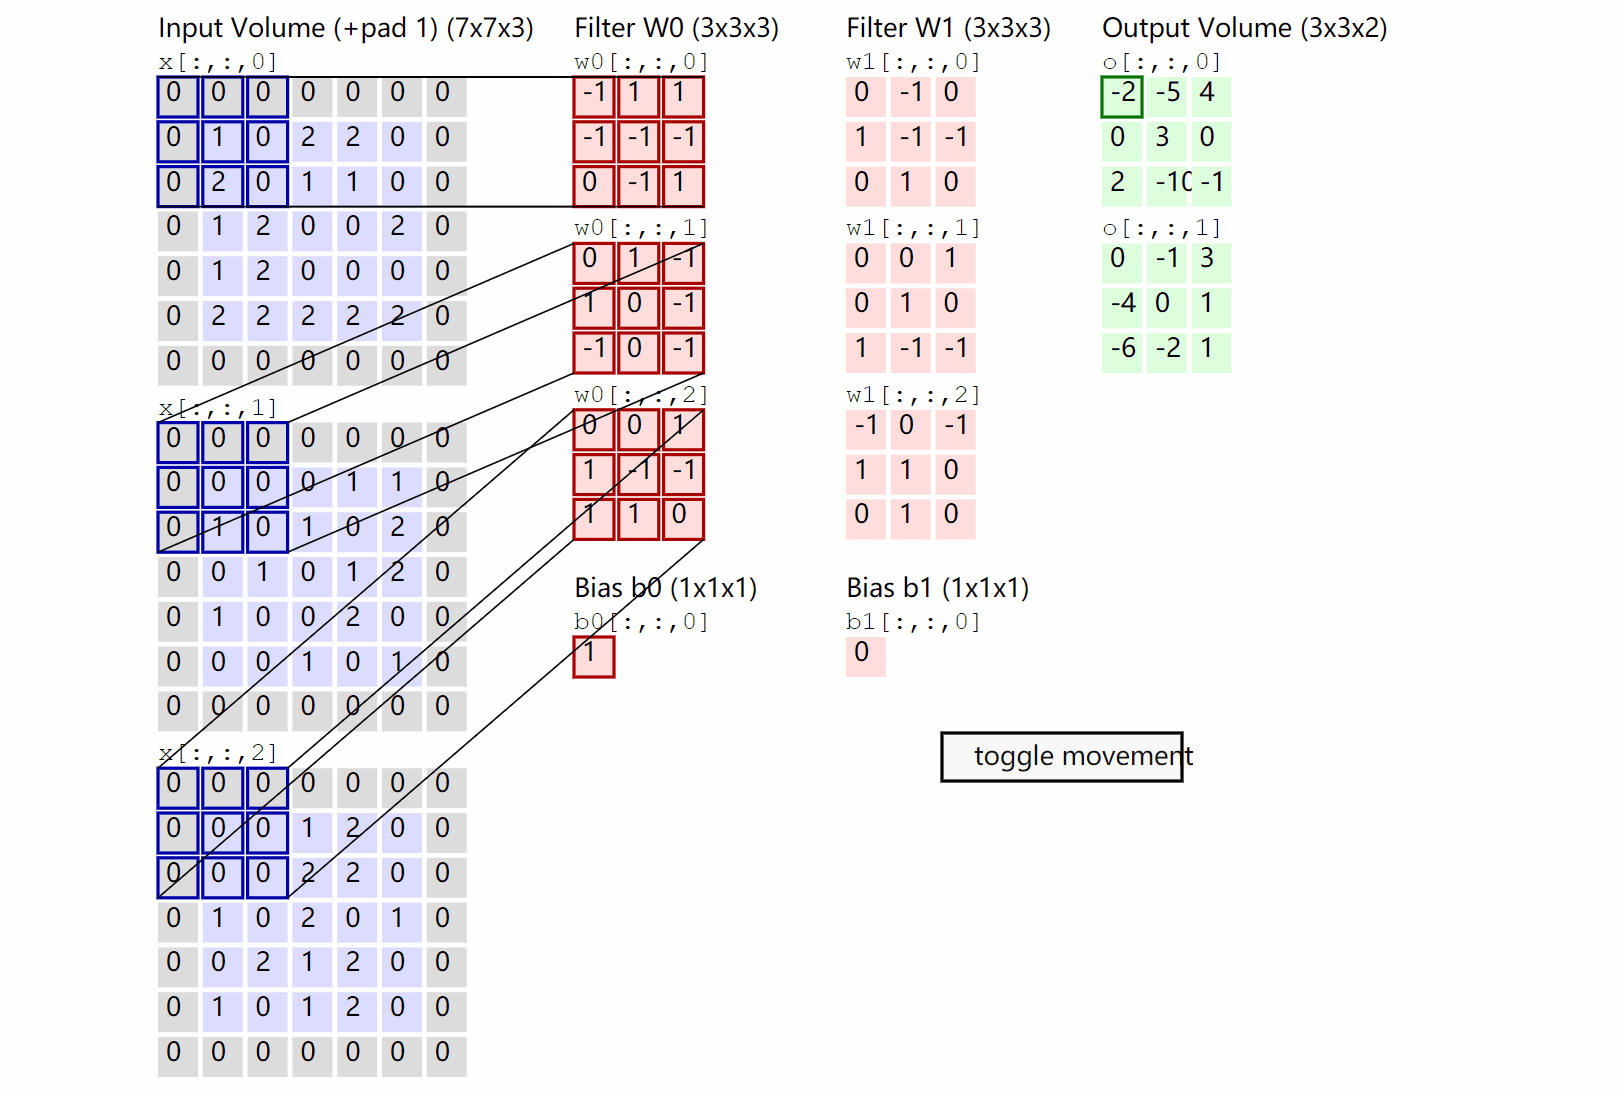 Input Volume (+pad 1) (7x7x3)
x[:,:,0]
0 0 0 0 0 0 0
0 1 0 2 2 0 0
0 2 0 1 1 0 0
0 1 2 0 0 2 0
0 1 2 0 0 0 0
0 2 2 2 2 2 0
0 0 0 0 0 0 0
x[:,:,1]
0 0 0 0 0 0 0
0 0 0 0 1 1 0
0 1 0 1 0 2 0
0 0 1 0 1 2 0
0 1 0 0 2 0 0
0 0 0 1 0 1 0
0 0 0 0 0 0 0
x[:,:,2]
0 0 0 0 0 0 0
0 0 0 1 2 0 0
0 0 0 2 2 0 0
0 1 0 2 0 1 0
0 0 2 1 2 0 0
0 1 0 1 2 0 0
0 0 0 0 0 0 0
Filter W0 (3x3x3)
w0[:,:,0]
-1 1 1
-1 -1 -1
0 -1 1
w0[:,:,1]
0 1 -1
1 0 -1
-1 0 -1
w0[:,:,2]
0 0 1
1 -1 -1
1 1 0
Bias b0 (1x1x1)
b0[:,:,0]
1
Filter W1 (3x3x3)
w1[:,:,0]
0 -1 0
1 -1 -1
0 1 0
w1[:,:,1]
0 0 1
0 1 0
1 -1 -1
w1[:,:,2]
-1 0 -1
1 1 0
0 1 0
Bias b1 (1x1x1)
b1[:,:,0]
0
Output Volume (3x3x2)
o[:,:,0]
-2 -5 4
0 3 0
2 -10 -1
o[:,:,1]
0 -1 3
-4 0 1
-6 -2 1
toggle movement